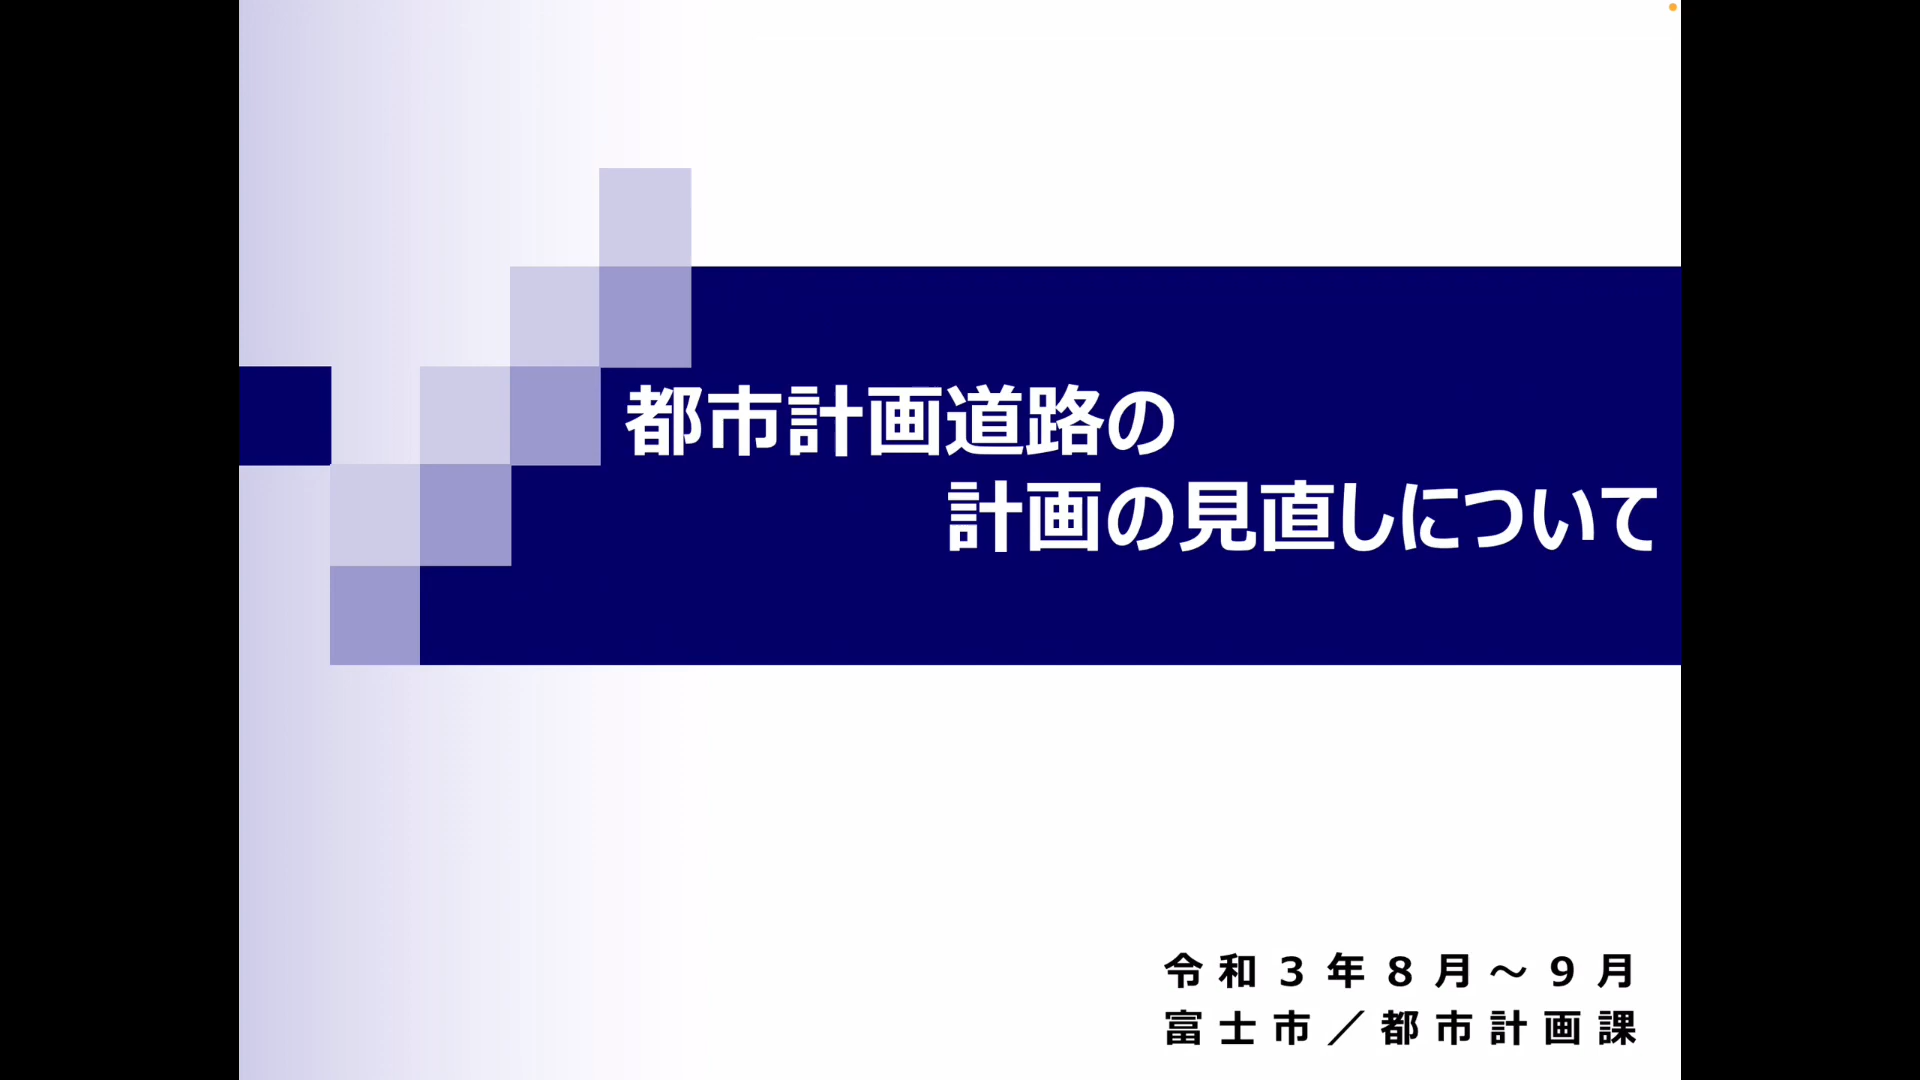 都市計画道路の
計画の見直しについて
令和３年８月～９月
富士市／都市計画課